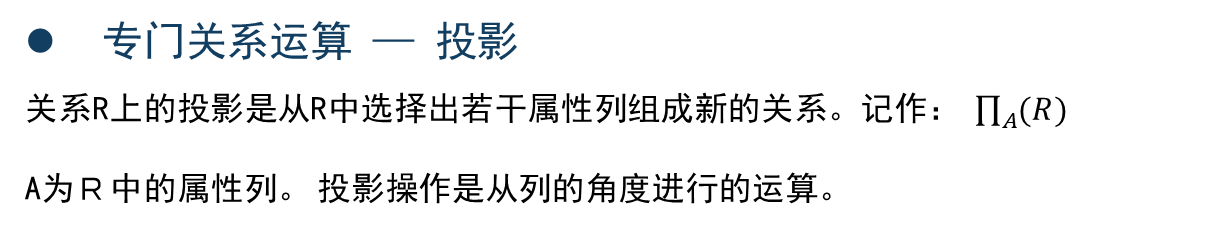 ● 专门关系运算 — 投影
关系R上的投影是从R中选择出若干属性列组成新的关系。记作： ∏A(R)
A为R中的属性列。 投影操作是从列的角度进行的运算。